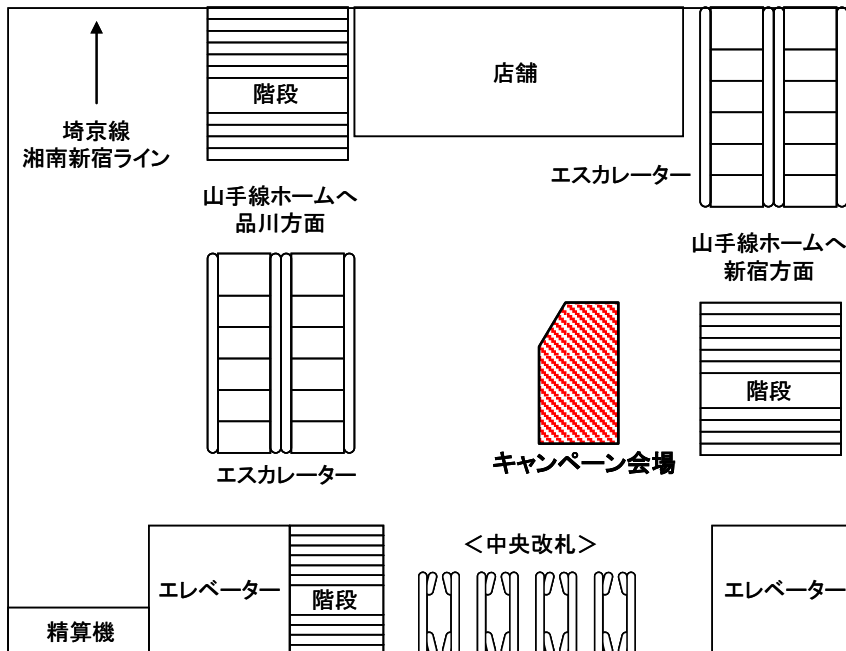 階段
店舗
埼京線
湘南新宿ライン
エスカレーター
山手線ホームへ
品川方面
山手線ホームへ
新宿方面
階段
キャンペーン会場
エスカレーター
＜中央改札＞
エレベーター
階段
エレベーター
精算機